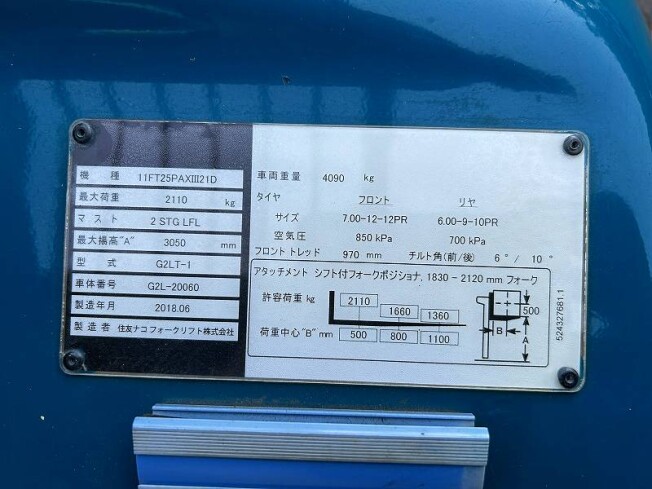 機 種 11FT25PAXIII21D
最大荷重 2110 kg
マスト 2 STG LFL
最大揚高"A" 3050 mm
型 式 G2LT-1
車体番号 G2L-20060
製造年月 2018.06
製造者 住友ナコフォークリフト株式会社
車両重量 4090 kg
タイヤ フロント リヤ
サイズ 7.00-12-12PR 6.00-9-10PR
空気圧 850 kPa 700 kPa
フロントトレッド 970 mm チルト角(前/後) 6°/ 10°
アタッチメント シフト付フォークポジショナ, 1830-2120 mm フォーク
許容荷重 kg 2110 1660 1360
荷重中心"B" mm 500 800 1100
500
B
A
524327681,1